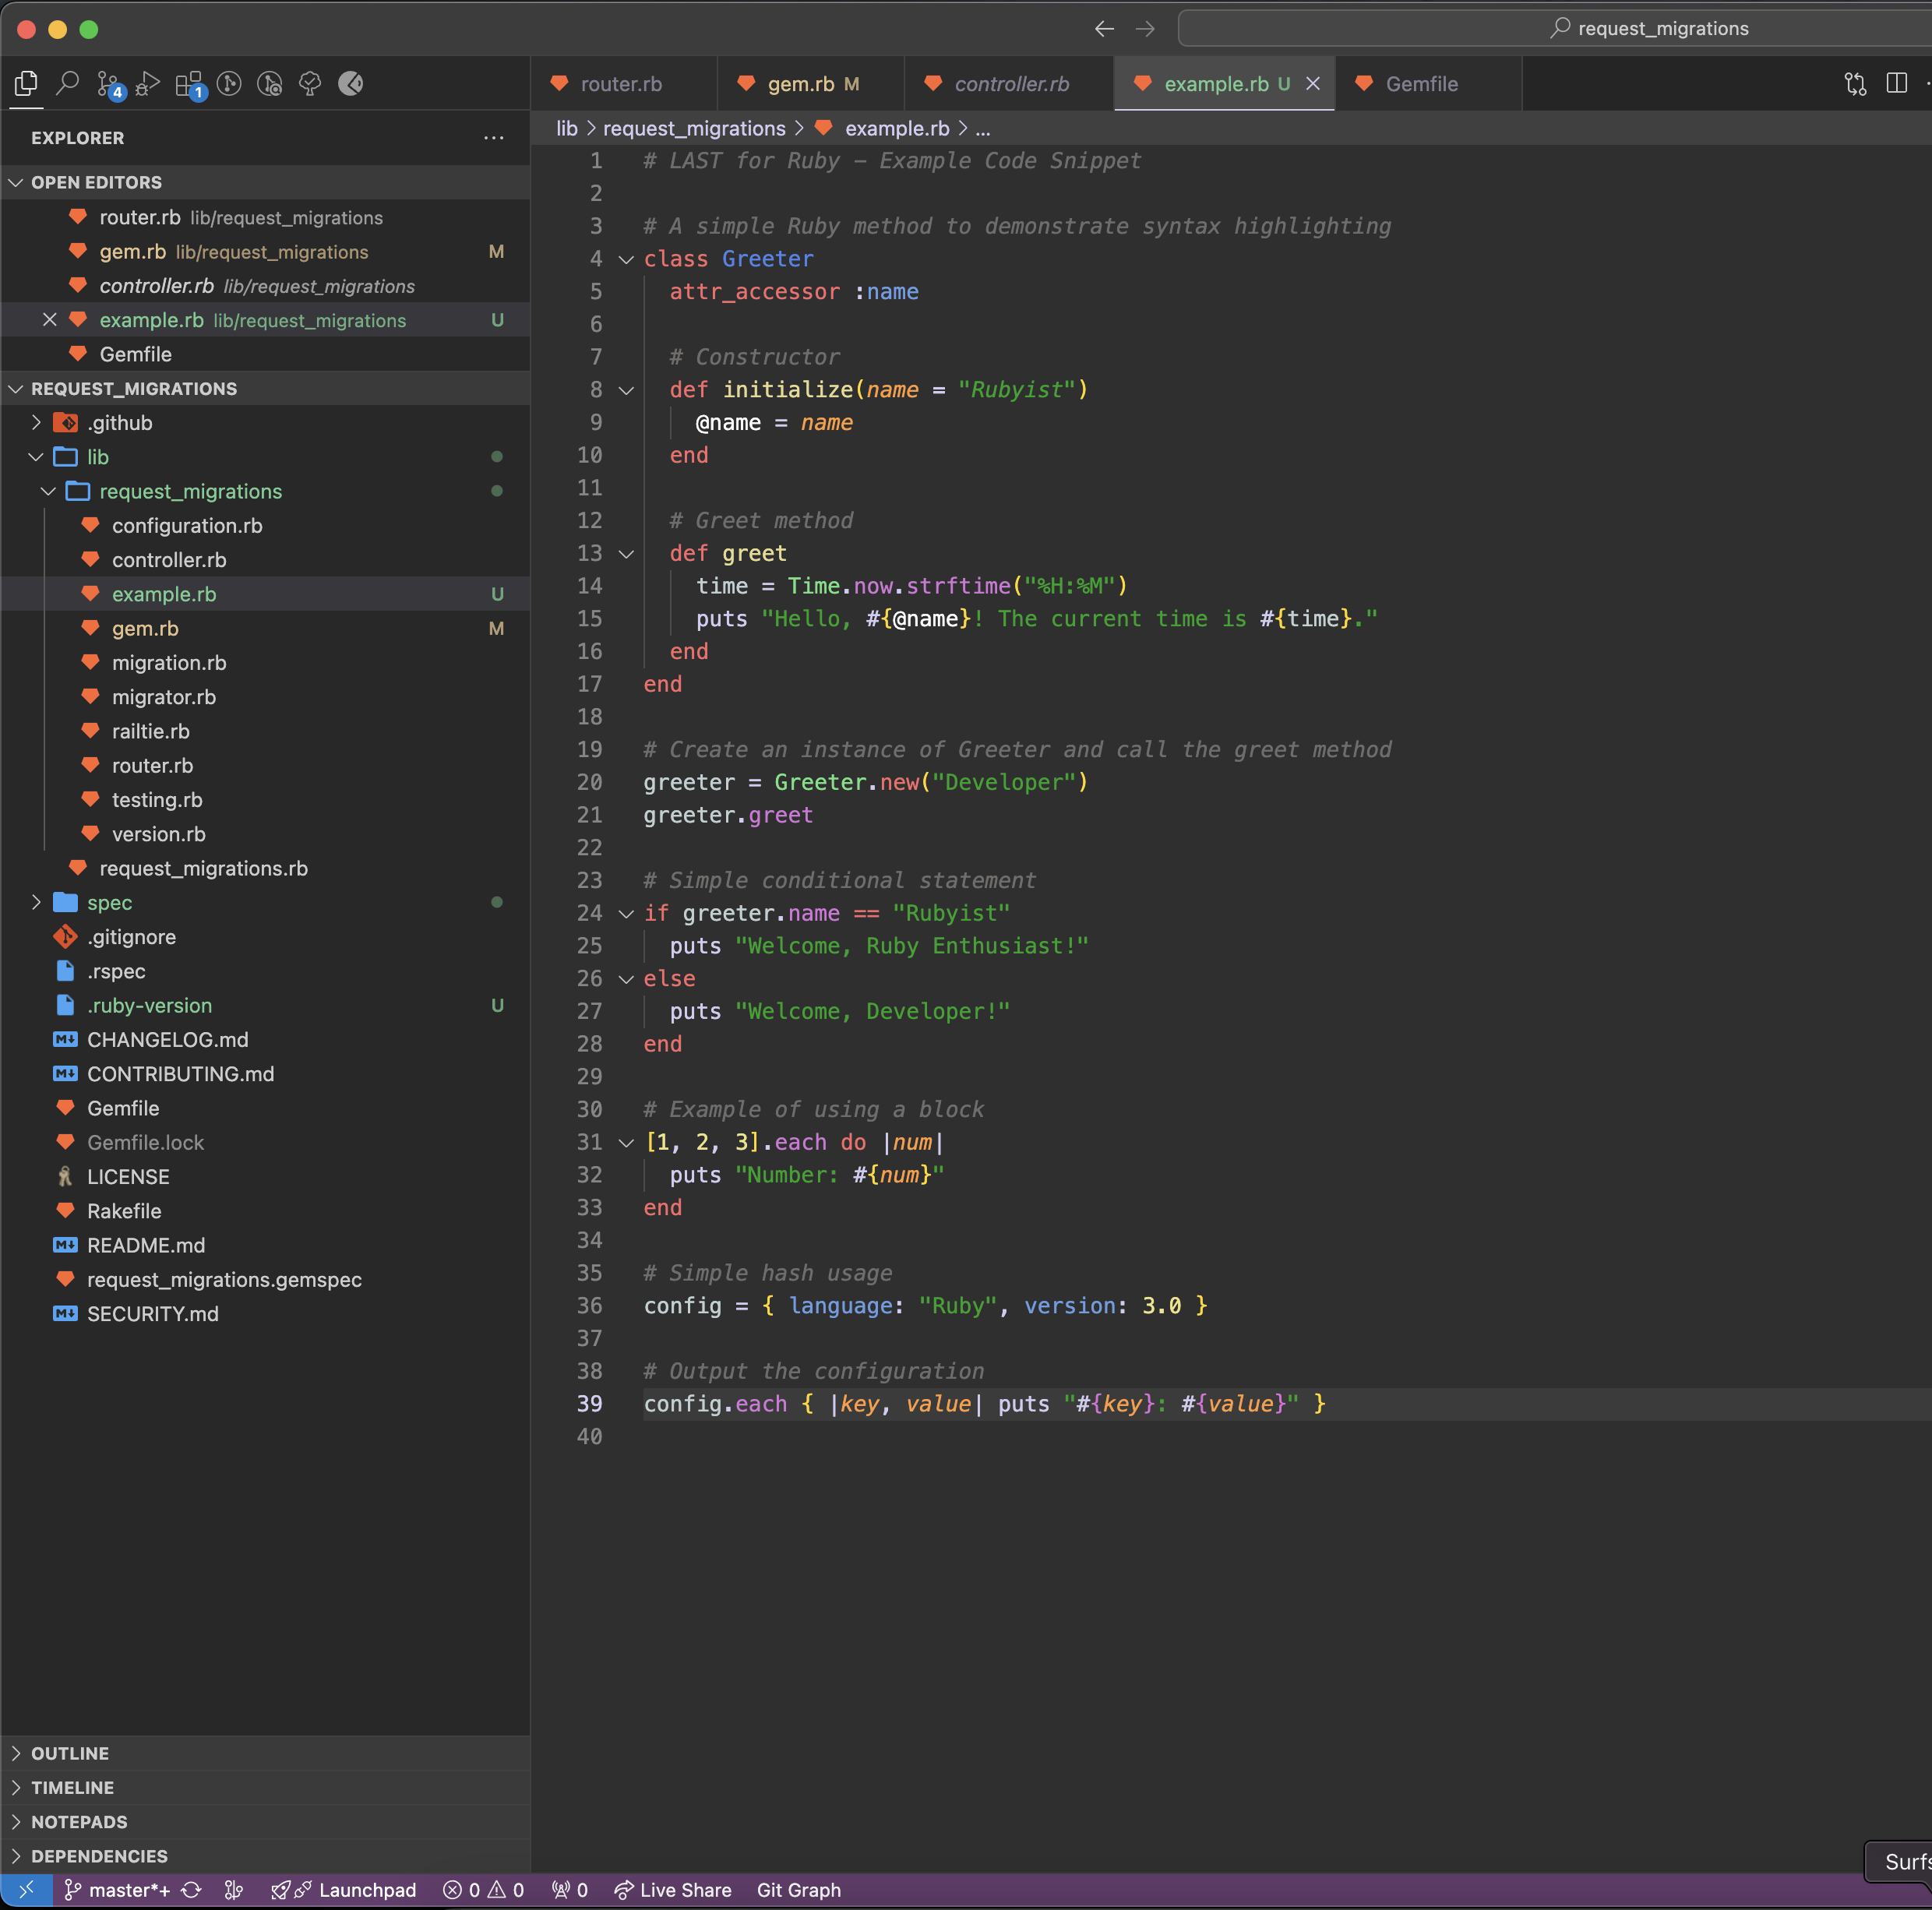 request_migrations
4
1
router.rb
gem.rb M
controller.rb
example.rb U
Gemfile
EXPLORER
lib > request_migrations > example.rb > ...
OPEN EDITORS
router.rb lib/request_migrations
gem.rb lib/request_migrations M
controller.rb lib/request_migrations
example.rb lib/request_migrations U
Gemfile
REQUEST_MIGRATIONS
.github
lib
request_migrations
configuration.rb
controller.rb
example.rb U
gem.rb M
migration.rb
migrator.rb
railtie.rb
router.rb
testing.rb
version.rb
request_migrations.rb
spec
.gitignore
.rspec
.ruby-version U
CHANGELOG.md
CONTRIBUTING.md
Gemfile
Gemfile.lock
LICENSE
Rakefile
README.md
request_migrations.gemspec
SECURITY.md
OUTLINE
TIMELINE
NOTEPADS
DEPENDENCIES
1 # LAST for Ruby – Example Code Snippet
2
3 # A simple Ruby method to demonstrate syntax highlighting
4 class Greeter
5   attr_accessor :name
6
7   # Constructor
8   def initialize(name = "Rubyist")
9     @name = name
10   end
11
12   # Greet method
13   def greet
14     time = Time.now.strftime("%H:%M")
15     puts "Hello, #{@name}! The current time is #{time}."
16   end
17 end
18
19 # Create an instance of Greeter and call the greet method
20 greeter = Greeter.new("Developer")
21 greeter.greet
22
23 # Simple conditional statement
24 if greeter.name == "Rubyist"
25   puts "Welcome, Ruby Enthusiast!"
26 else
27   puts "Welcome, Developer!"
28 end
29
30 # Example of using a block
31 [1, 2, 3].each do |num|
32   puts "Number: #{num}"
33 end
34
35 # Simple hash usage
36 config = { language: "Ruby", version: 3.0 }
37
38 # Output the configuration
39 config.each { |key, value| puts "#{key}: #{value}" }
40
master*+ Launchpad 0 0 0 Live Share Git Graph